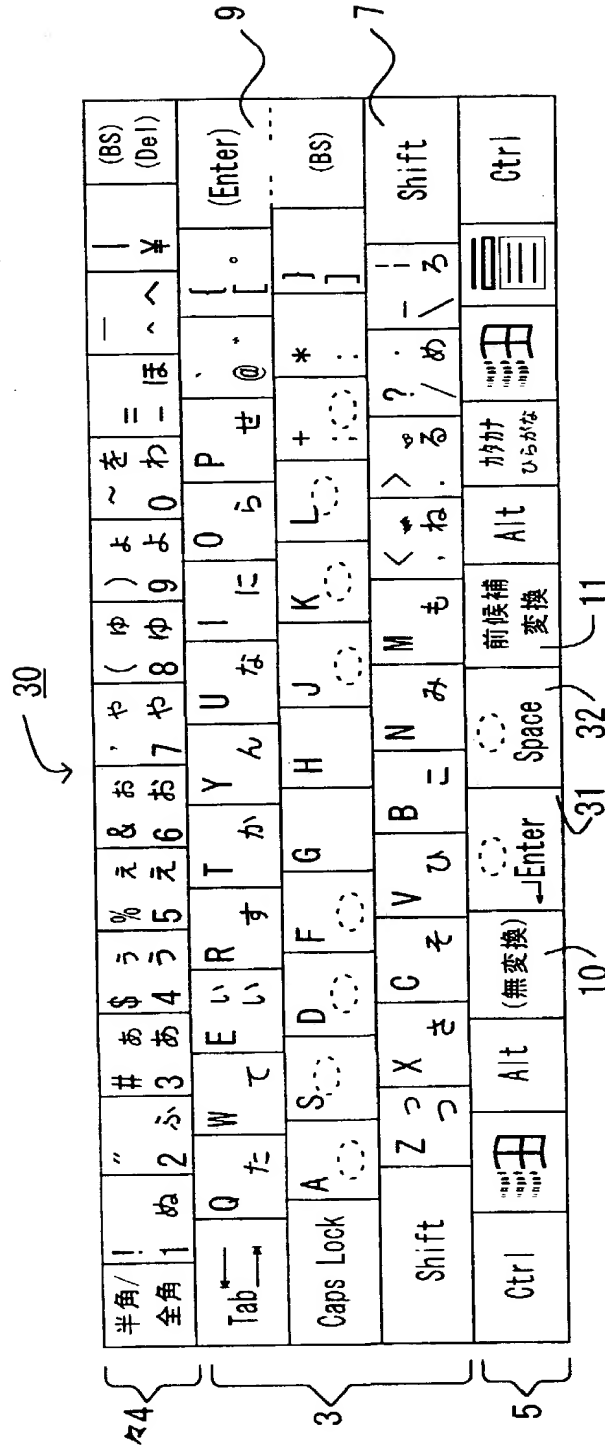 30
9
7
々4
3
5
半角/
全角
!
1 ぬ
"
2 ふ
# ぁ
3 あ
$ ぅ
4 う
% ぇ
5 え
& ぉ
6 お
' ゃ
7 や
( ゅ
8 ゆ
) ょ
9 よ
~ を
0 わ
=
- ほ
^ へ
|
¥
(BS)
(Del)
Tab
Q
た
W
て
E ぃ
い
R
す
T
か
Y
ん
U
な
I
に
O
ら
P
せ
`
@ ゛
{
[ ゜
(Enter)
Caps Lock
A
S
D
F
G
H
J
K
L
+
;
*
:
}
]
(BS)
Shift
Z っ
つ
X
さ
C
そ
V
ひ
B
こ
N
み
M
も
<
, ね
>
. る
?
/ め
\ ろ
Shift
Ctrl
Alt
(無変換)
Enter
Space
前候補
変換
Alt
カタカナ
ひらがな
Ctrl
10
31
32
11